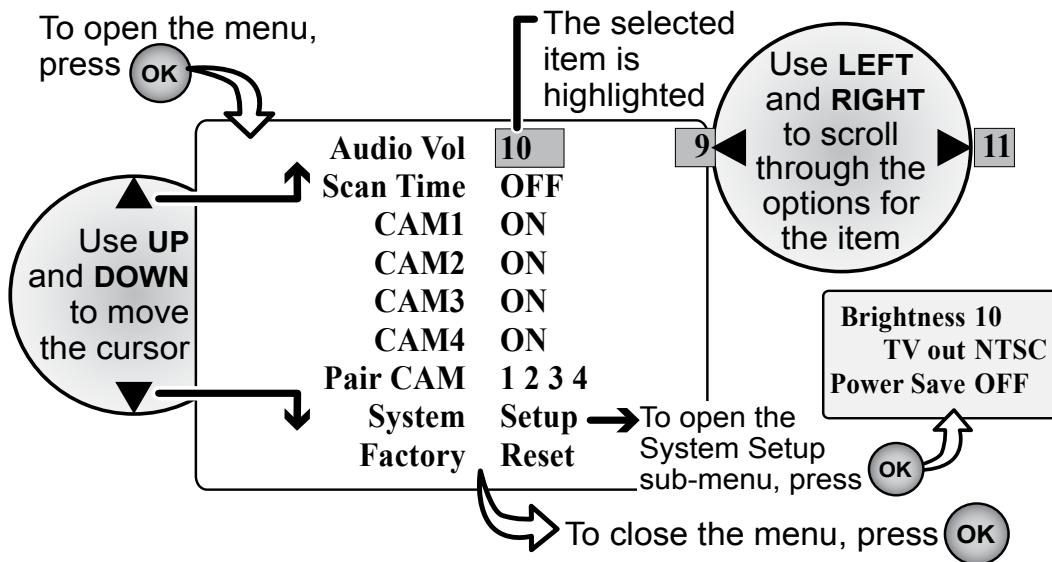 To open the menu,
press OK
The selected
item is
highlighted
Use LEFT
and RIGHT
to scroll
through the
options for
the item
9
11
Use UP
and DOWN
to move
the cursor
Audio Vol 10
Scan Time OFF
CAM1 ON
CAM2 ON
CAM3 ON
CAM4 ON
Pair CAM 1 2 3 4
System Setup
Factory Reset
Brightness 10
TV out NTSC
Power Save OFF
To open the
System Setup
sub-menu, press OK
To close the menu, press OK